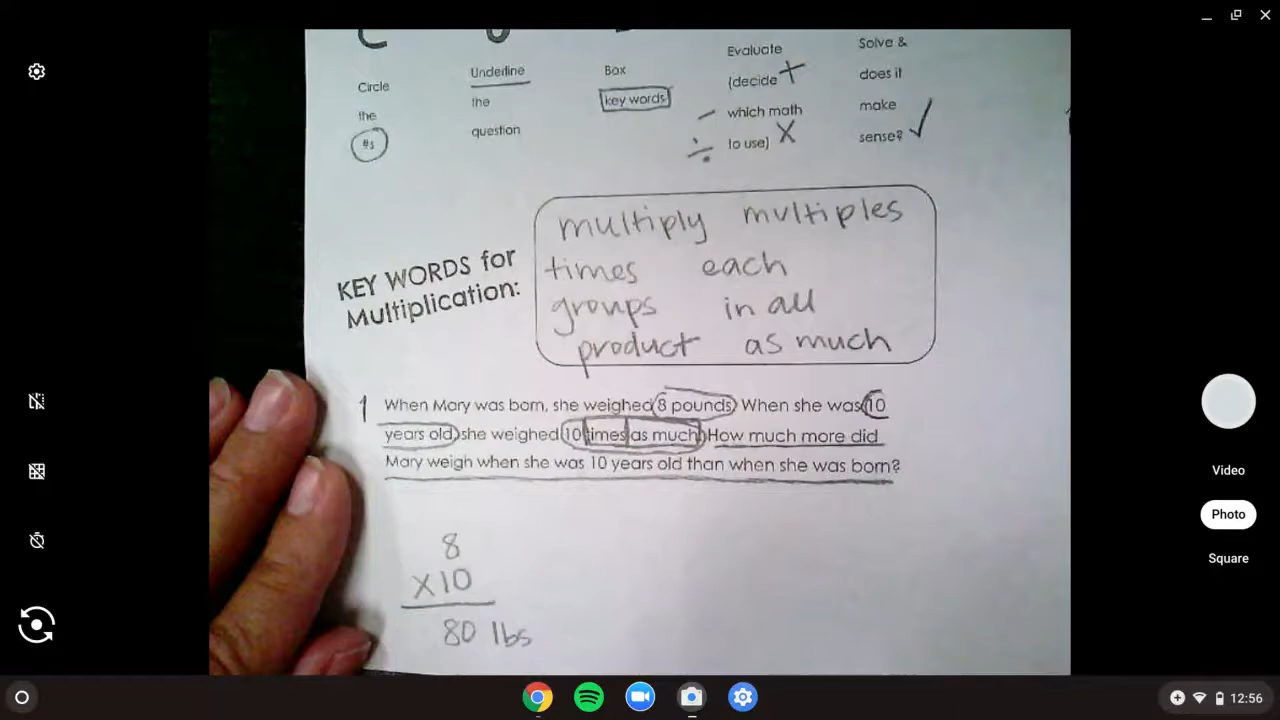 C U B
Circle
the
#s
Underline
the
question
Box
key words
Evaluate
(decide +
- which math
÷ to use) X
Solve &
does it
make
sense? ✓
KEY WORDS for
Multiplication:
multiply multiples
times each
groups in all
product as much
1 When Mary was born, she weighed 8 pounds. When she was 10
years old, she weighed 10 times as much. How much more did
Mary weigh when she was 10 years old than when she was born?
8
X10
80 lbs
Video
Photo
Square
12:56